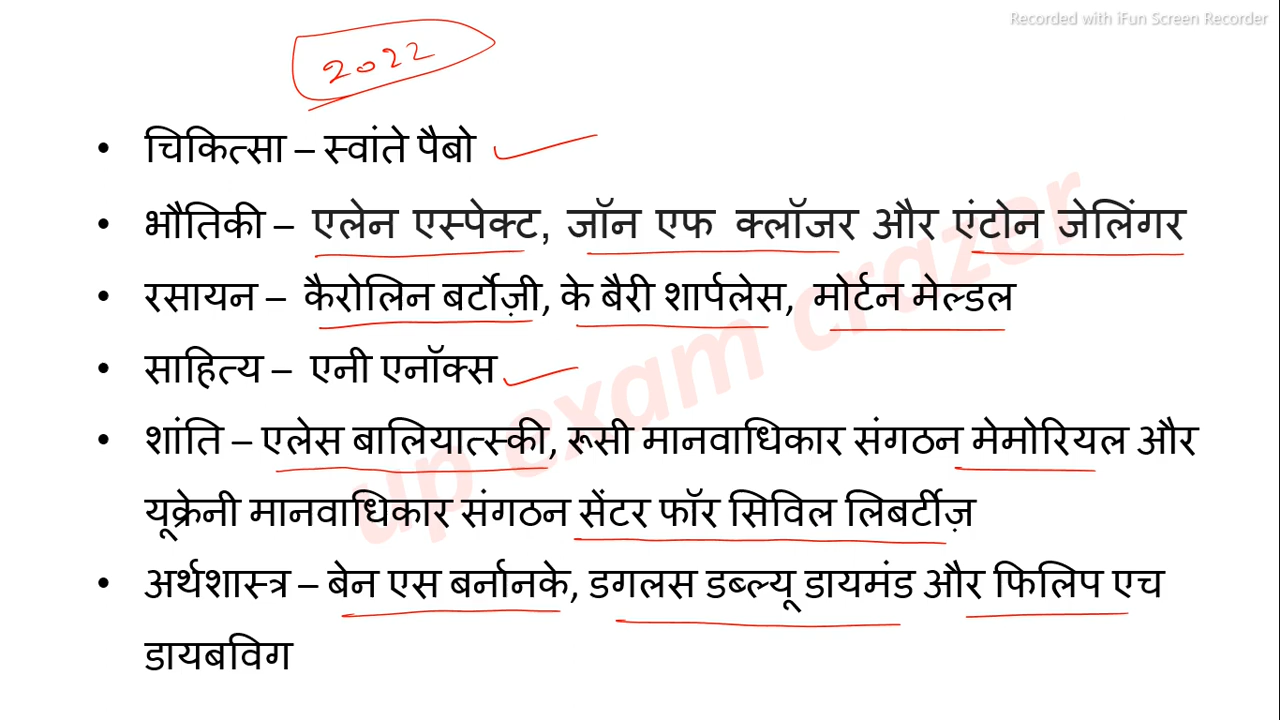 Recorded with iFun Screen Recorder
2022
• चिकित्सा – स्वांते पैबो
• भौतिकी – एलेन एस्पेक्ट, जॉन एफ क्लॉजर और एंटोन जेलिंगर
• रसायन – कैरोलिन बर्टोज़ी, के बैरी शार्पलेस, मोर्टन मेल्डल
• साहित्य – एनी एनॉक्स
• शांति – एलेस बालियात्स्की, रूसी मानवाधिकार संगठन मेमोरियल और
यूक्रेनी मानवाधिकार संगठन सेंटर फॉर सिविल लिबर्टीज़
• अर्थशास्त्र – बेन एस बर्नानके, डगलस डब्ल्यू डायमंड और फिलिप एच
डायबविग
up exam crazer